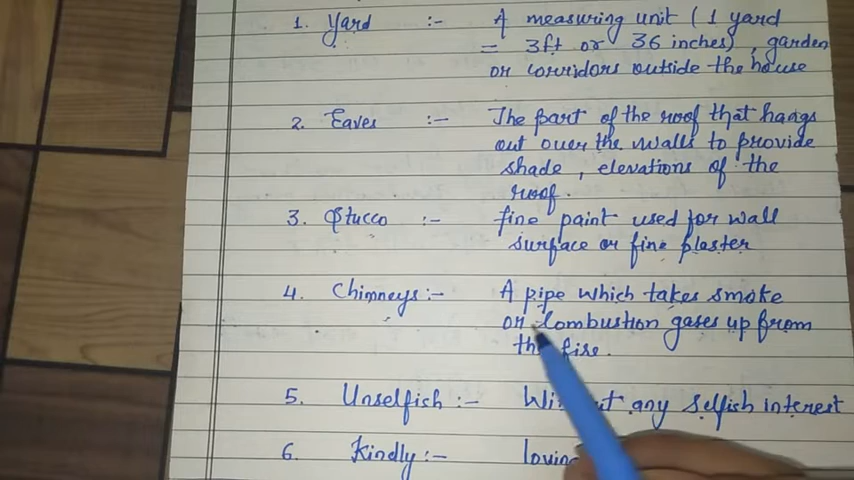 1. Yard :- A measuring unit (1 yard
= 3ft or 36 inches), garden
or corridors outside the house
2. Eaves :- The part of the roof that hangs
out over the walls to provide
shade, elevations of the
roof.
3. Stucco :- fine paint used for wall
surface or fine plaster
4. Chimneys :- A pipe which takes smoke
or combustion gases up from
the fire.
5. Unselfish :- any selfish interest
6. Kindly :-